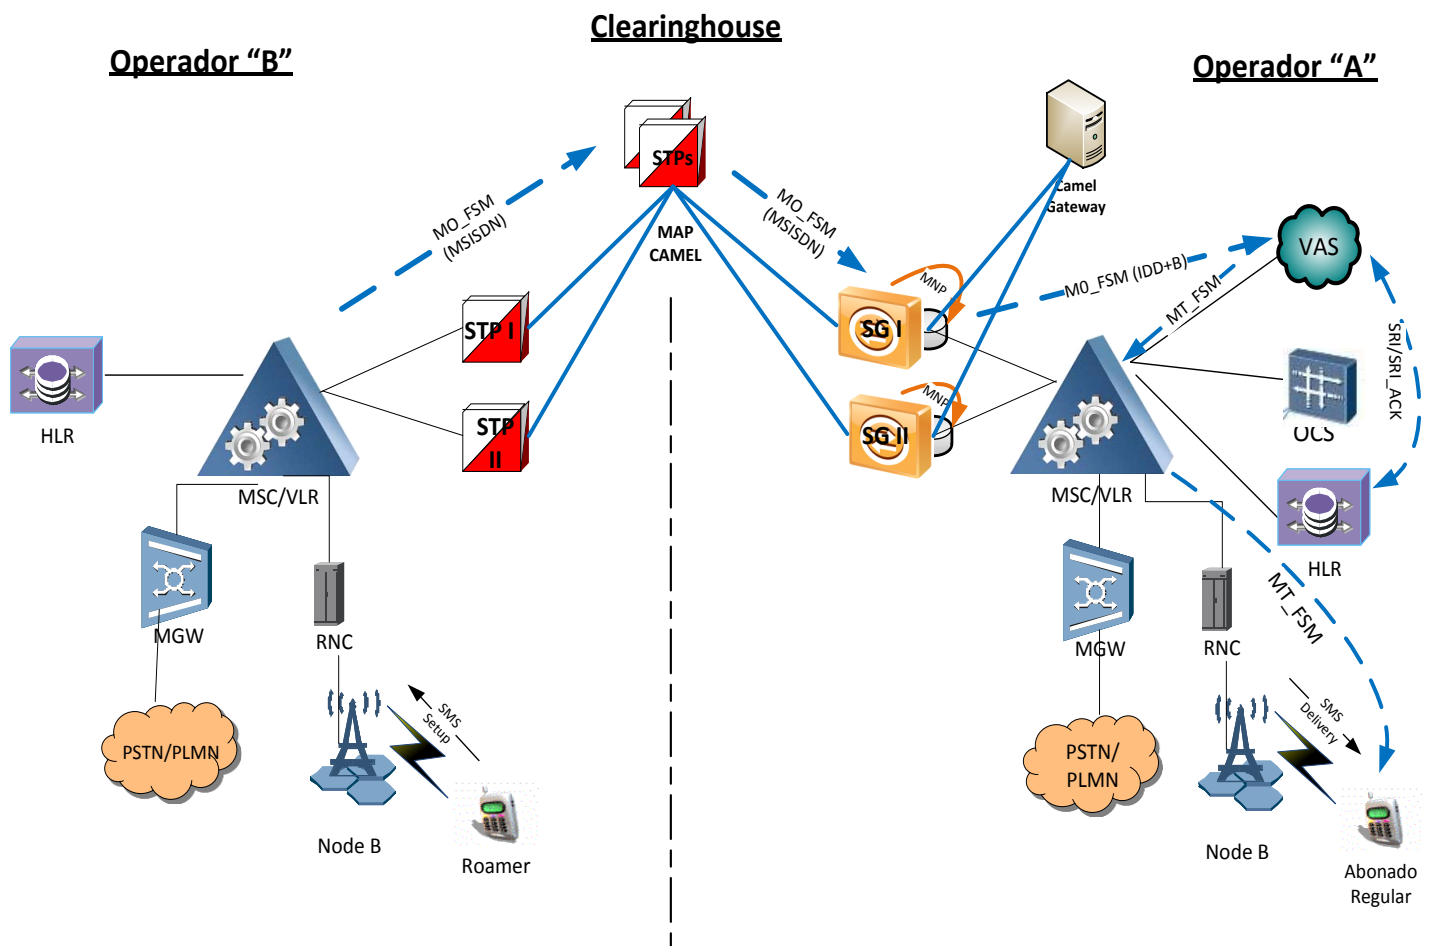 Clearinghouse
Operador “B”
Operador “A”
STPs
MO_FSM
(MSISDN)
MO_FSM
(MSISDN)
Camel
Gateway
MAP
CAMEL
MNP
M0_FSM (IDD+B)
VAS
MT_FSM
STP I
SG I
SRI/SRI_ACK
HLR
STP
II
MNP
SG II
OCS
MSC/VLR
MSC/VLR
HLR
MGW
RNC
MGW
RNC
MT_FSM
PSTN/PLMN
SMS
Setup
PSTN/
PLMN
SMS
Delivery
Node B
Roamer
Node B
Abonado
Regular